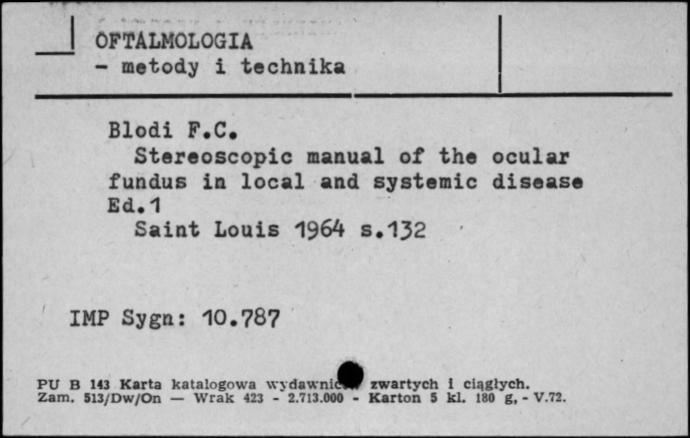 OFTALMOLOGIA
- metody i technika
Blodi F.C.
Stereoscopic manual of the ocular
fundus in local and systemic disease
Ed.1
Saint Louis 1964 s.132
IMP Sygn: 10.787
PU B 143 Karta katalogowa zwartych i ciągłych.
Zam. 513/Dw/On — Wrak 423 - 2.713.000 - Karton 5 kl. 180 g, - V.72.